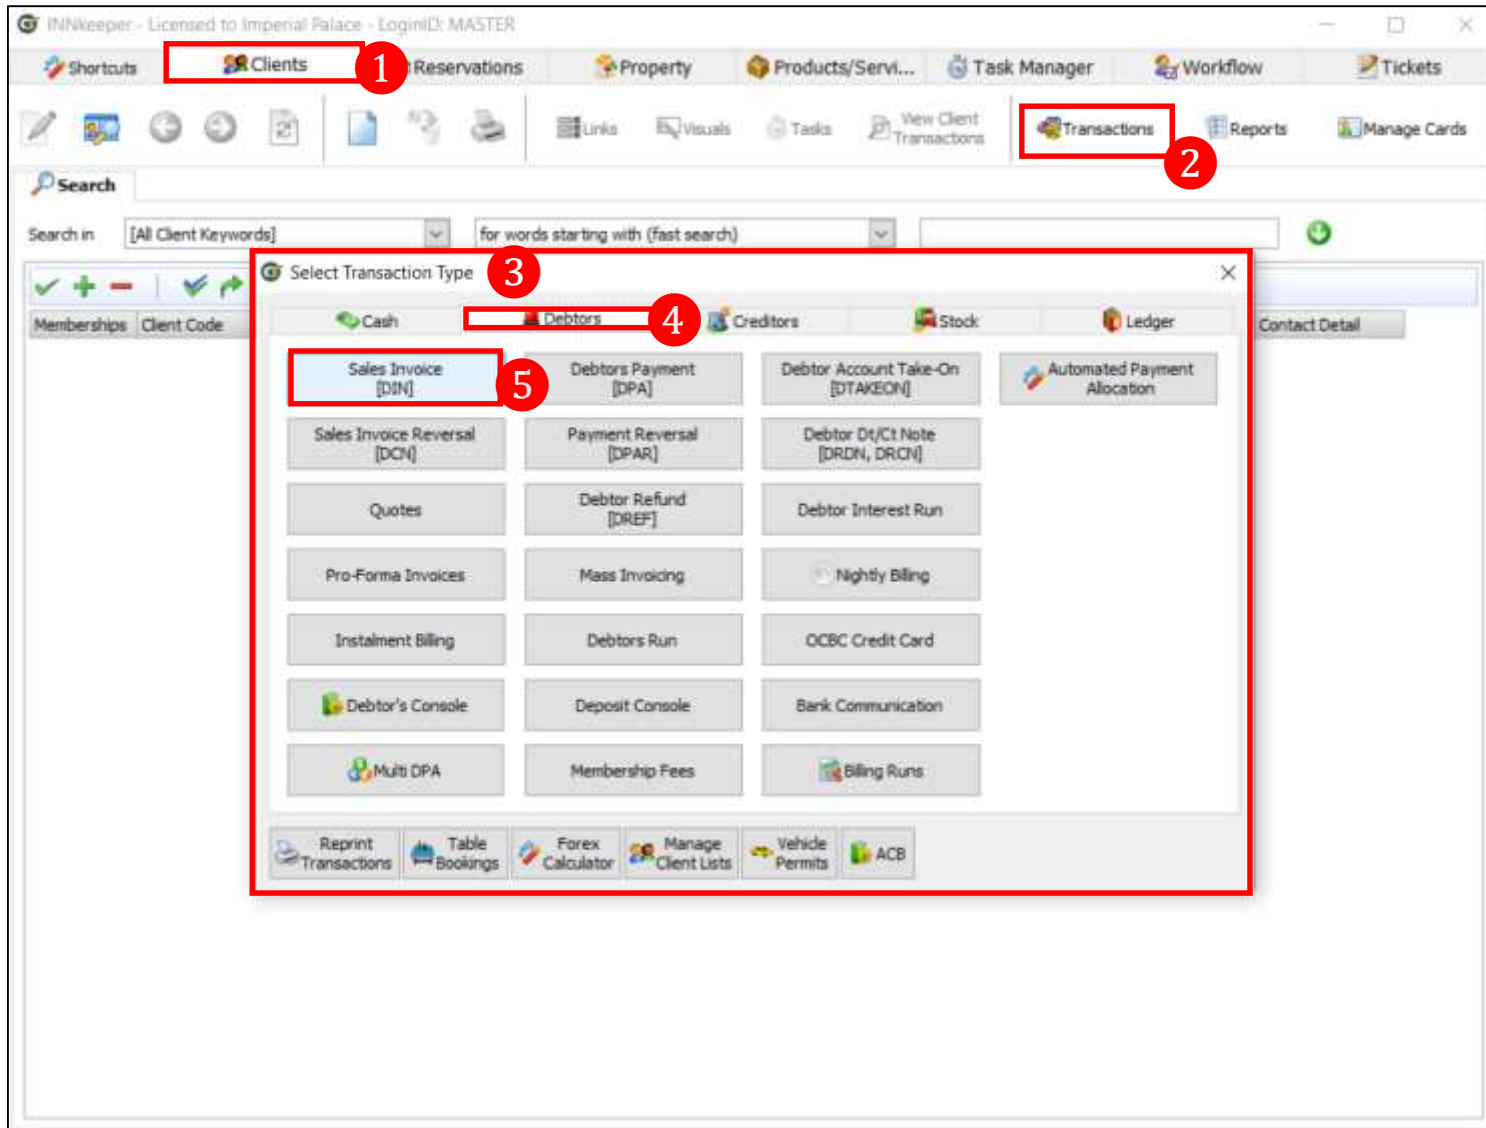 INNkeeper - Licensed to Imperial Palace - LoginID: MASTER
Shortcuts Clients 1 Reservations Property Products/Servi... Task Manager Workflow Tickets
Links Visuals Tasks View Client Transactions Transactions 2 Reports Manage Cards
Search
Search in [All Client Keywords] for words starting with (fast search)
Select Transaction Type 3
Memberships Client Code Contact Detail
Cash Debtors 4 Creditors Stock Ledger
Sales Invoice
[DIN]
5
Debtors Payment
[DPA]
Debtor Account Take-On
[DTAKEON]
Automated Payment
Allocation
Sales Invoice Reversal
[DCN]
Payment Reversal
[DPAR]
Debtor Dt/Ct Note
[DRDN, DRCN]
Quotes
Debtor Refund
[DREF]
Debtor Interest Run
Pro-Forma Invoices
Mass Invoicing
Nightly Billing
Instalment Billing
Debtors Run
OCBC Credit Card
Debtor's Console
Deposit Console
Bank Communication
Multi DPA
Membership Fees
Billing Runs
Reprint
Transactions
Table
Bookings
Forex
Calculator
Manage
Client Lists
Vehicle
Permits
ACB